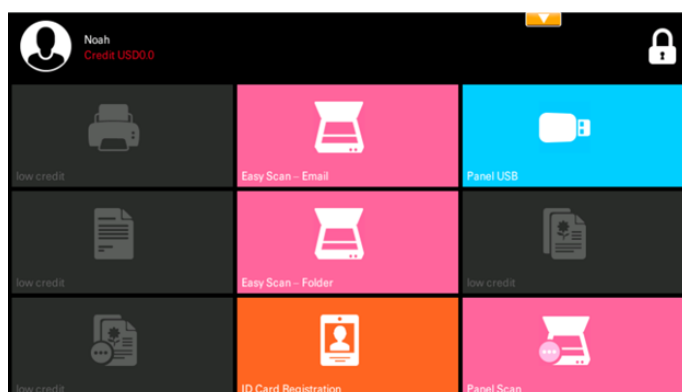 Noah
Credit USD0.0
low credit
Easy Scan – Email
Panel USB
low credit
Easy Scan – Folder
low credit
low credit
ID Card Registration
Panel Scan